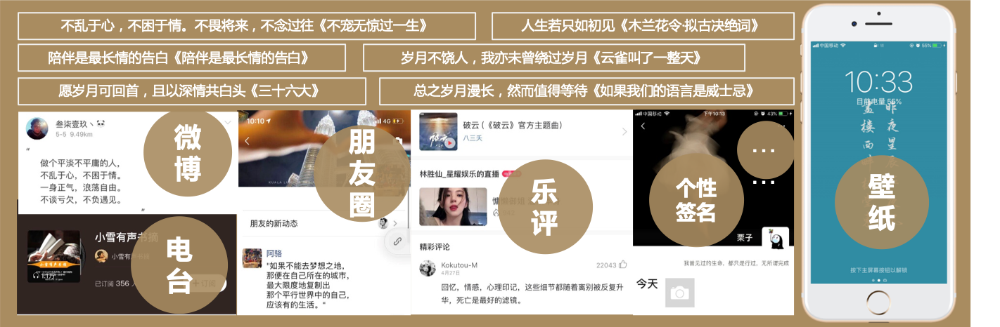 不乱于心，不困于情。不畏将来，不念过往《不宠无惊过一生》
人生若只如初见《木兰花令·拟古决绝词》
陪伴是最长情的告白《陪伴是最长情的告白》
岁月不饶人，我亦未曾绕过岁月《云雀叫了一整天》
愿岁月可回首，且以深情共白头《三十六大》
总之岁月漫长，然而值得等待《如果我们的语言是威士忌》
叁柒壹玖丶
5-5 9.49km
"
做个平淡不平庸的人，
不乱于心，不困于情。
一身正气，浪荡自由。
不谈亏欠，不负遇见。
"
微
博
小雪有声书摘
小雪有
1.1万
已订阅 356 人
+订阅
电
台
10:10
4G
KUALA
朋
友
圈
朋友的新动态
阿骆
"如果不能去梦想之地，
那便在自己所在的城市，
最大限度地复制出
那个平行世界中的自己，
应该有的生活。"
破云 (《破云》官方主题曲)
八三夭
林胜仙_星耀娱乐的直播
乐
评
精彩评论
Kokutou-M
4月27日
22043
回忆，情感，心理印记，这些细节都随着离别被反复升
华，死亡是最好的滤镜。
中国移动
下午10:13
43%
...
...
个性
签名
栗子
我曾见过的生命，都只是行过，无所谓完成
今天
中国移动
55%
10:33
目前电量 55%
昨夜星辰
孟楼西畔
壁
纸
按下主屏幕按钮以解锁